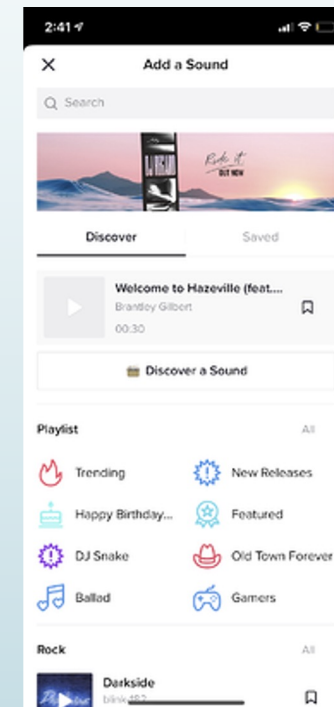 2:41
Add a Sound
Search
Ride it
OUT NOW
Discover
Saved
Welcome to Hazeville (feat....
Brantley Gilbert
00:30
Discover a Sound
Playlist
All
Trending
New Releases
Happy Birthday...
Featured
DJ Snake
Old Town Forever
Ballad
Gamers
Rock
All
Darkside
blink-182